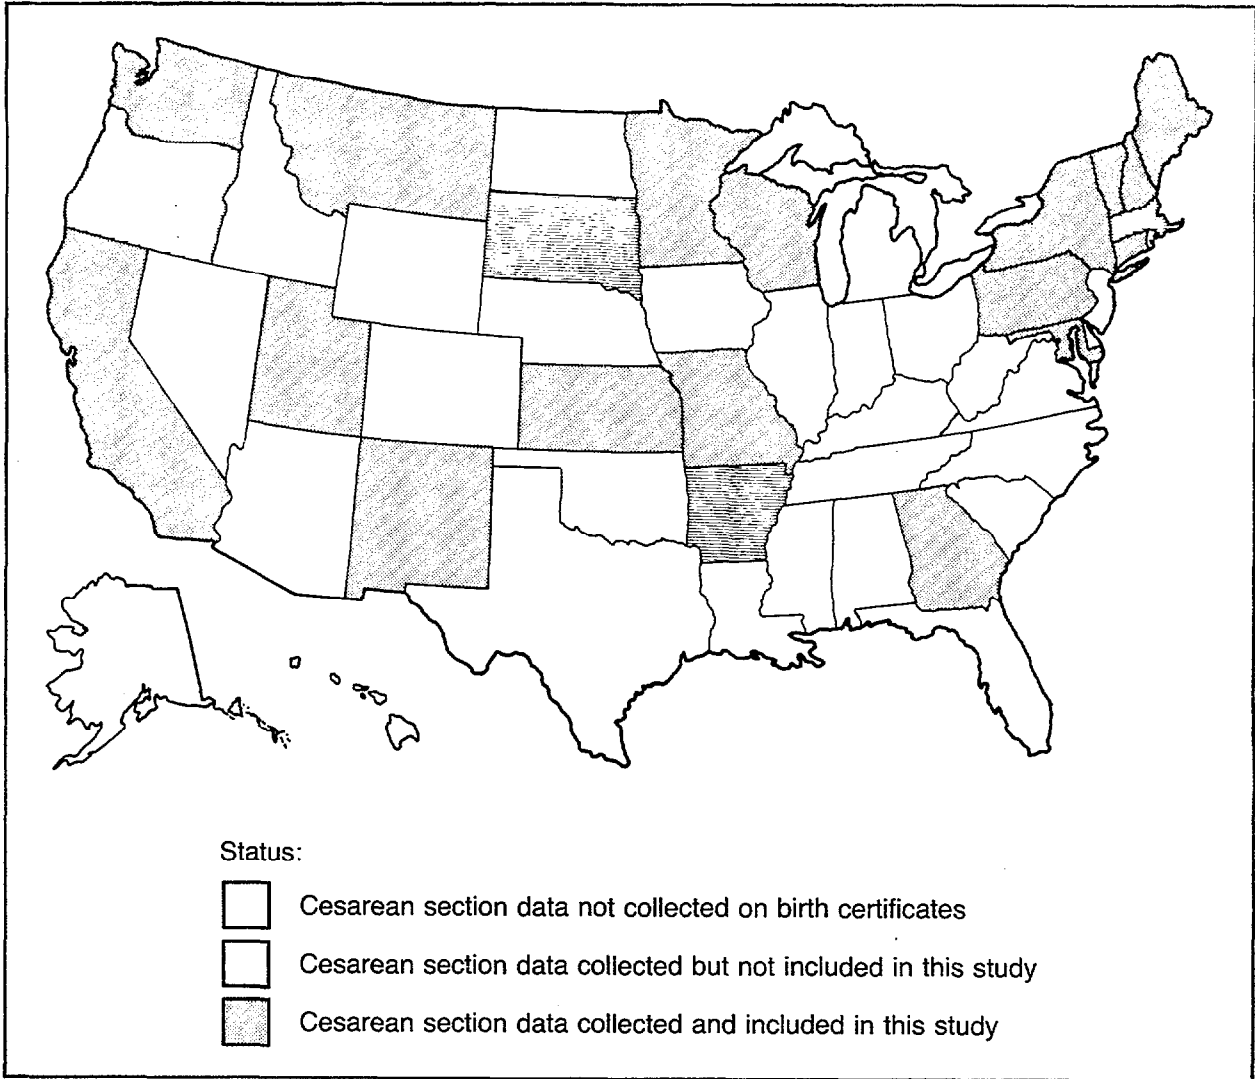 Status:
Cesarean section data not collected on birth certificates
Cesarean section data collected but not included in this study
Cesarean section data collected and included in this study